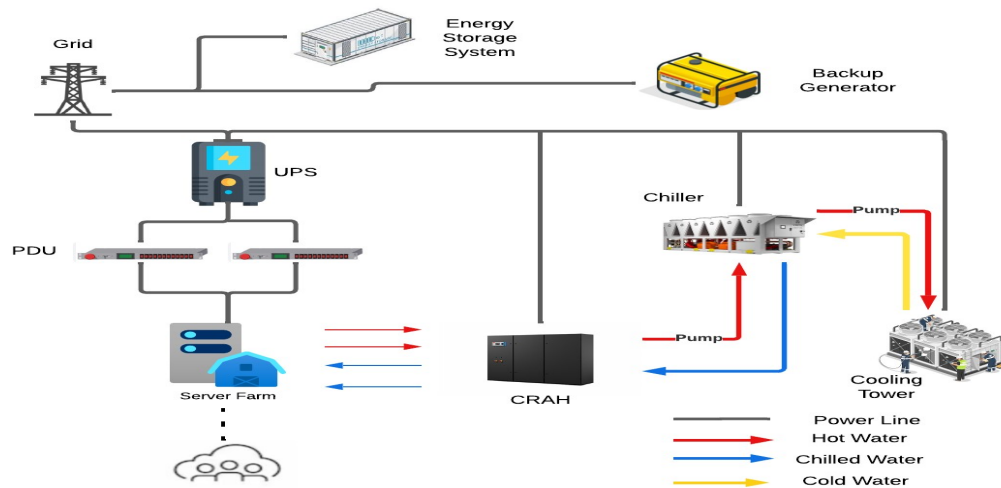 Grid
Energy
Storage
System
Backup
Generator
UPS
Chiller
Pump
PDU
Pump
Server Farm
CRAH
Cooling
Tower
Power Line
Hot Water
Chilled Water
Cold Water